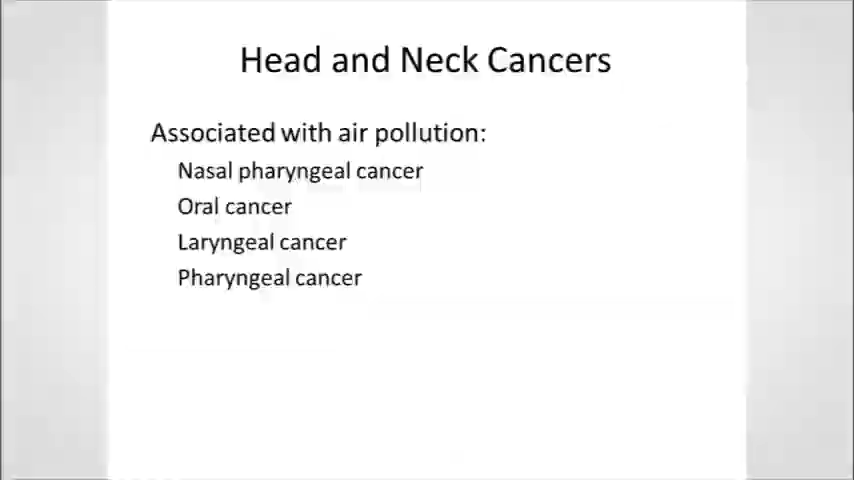 Head and Neck Cancers
Associated with air pollution:
Nasal pharyngeal cancer
Oral cancer
Laryngeal cancer
Pharyngeal cancer